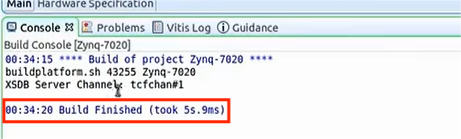 Main Hardware Specification
Console Problems Vitis Log Guidance
Build Console [Zynq-7020]
00:34:15 **** Build of project Zynq-7020 ****
buildplatform.sh 43255 Zynq-7020
XSDB Server Channel: tcfchan#1
00:34:20 Build Finished (took 5s.9ms)